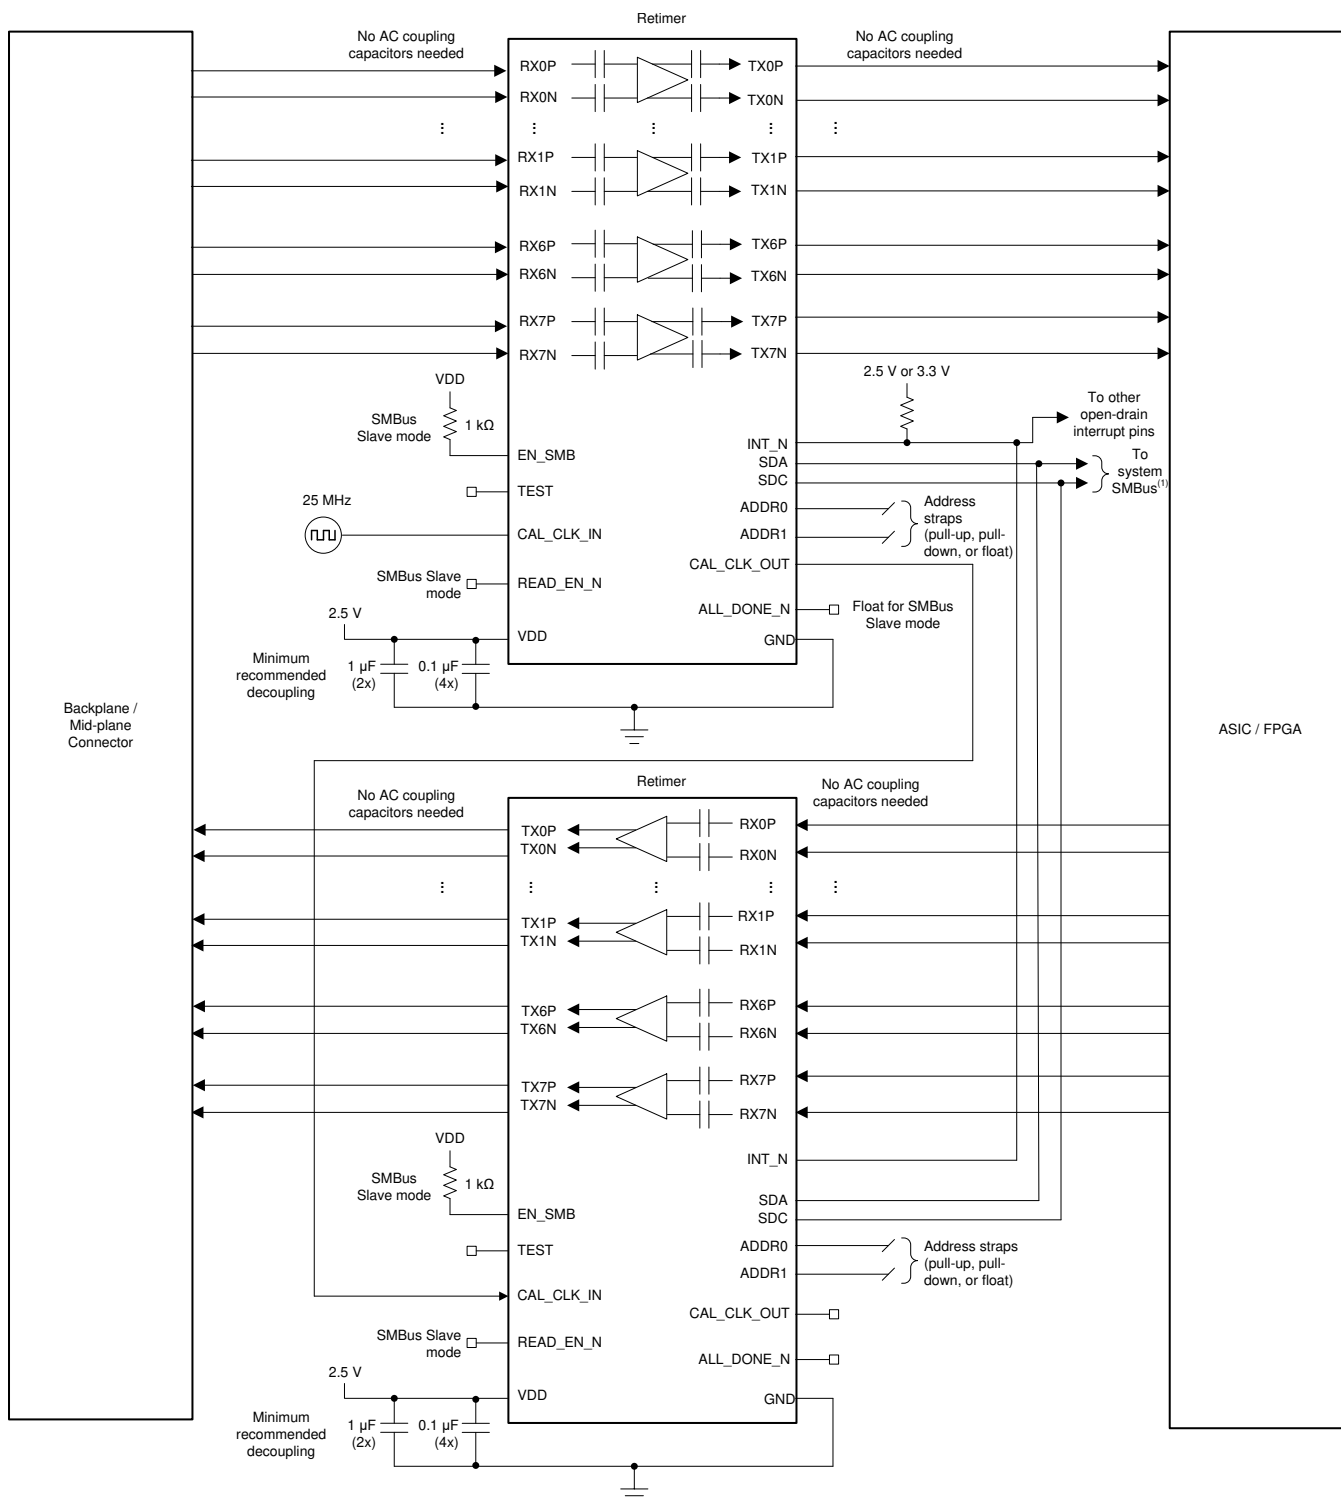 Retimer
No AC coupling
capacitors needed
No AC coupling
capacitors needed
RX0P
TX0P
RX0N
TX0N
...
...
...
...
...
RX1P
TX1P
RX1N
TX1N
RX6P
TX6P
RX6N
TX6N
RX7P
TX7P
RX7N
TX7N
VDD
SMBus
Slave mode
1 kΩ
EN_SMB
TEST
25 MHz
CAL_CLK_IN
SMBus Slave
mode
READ_EN_N
2.5 V
VDD
Minimum
recommended
decoupling
1 µF
(2x)
0.1 µF
(4x)
2.5 V or 3.3 V
INT_N
To other
open-drain
interrupt pins
SDA
SDC
To
system
SMBus(1)
ADDR0
ADDR1
Address
straps
(pull-up, pull-
down, or float)
CAL_CLK_OUT
ALL_DONE_N
Float for SMBus
Slave mode
GND
Backplane /
Mid-plane
Connector
ASIC / FPGA
Retimer
No AC coupling
capacitors needed
No AC coupling
capacitors needed
TX0P
RX0P
TX0N
RX0N
...
...
...
...
...
TX1P
RX1P
TX1N
RX1N
TX6P
RX6P
TX6N
RX6N
TX7P
RX7P
TX7N
RX7N
VDD
SMBus
Slave mode
1 kΩ
EN_SMB
TEST
CAL_CLK_IN
SMBus Slave
mode
READ_EN_N
2.5 V
VDD
Minimum
recommended
decoupling
1 µF
(2x)
0.1 µF
(4x)
INT_N
SDA
SDC
ADDR0
ADDR1
Address straps
(pull-up, pull-
down, or float)
CAL_CLK_OUT
ALL_DONE_N
GND